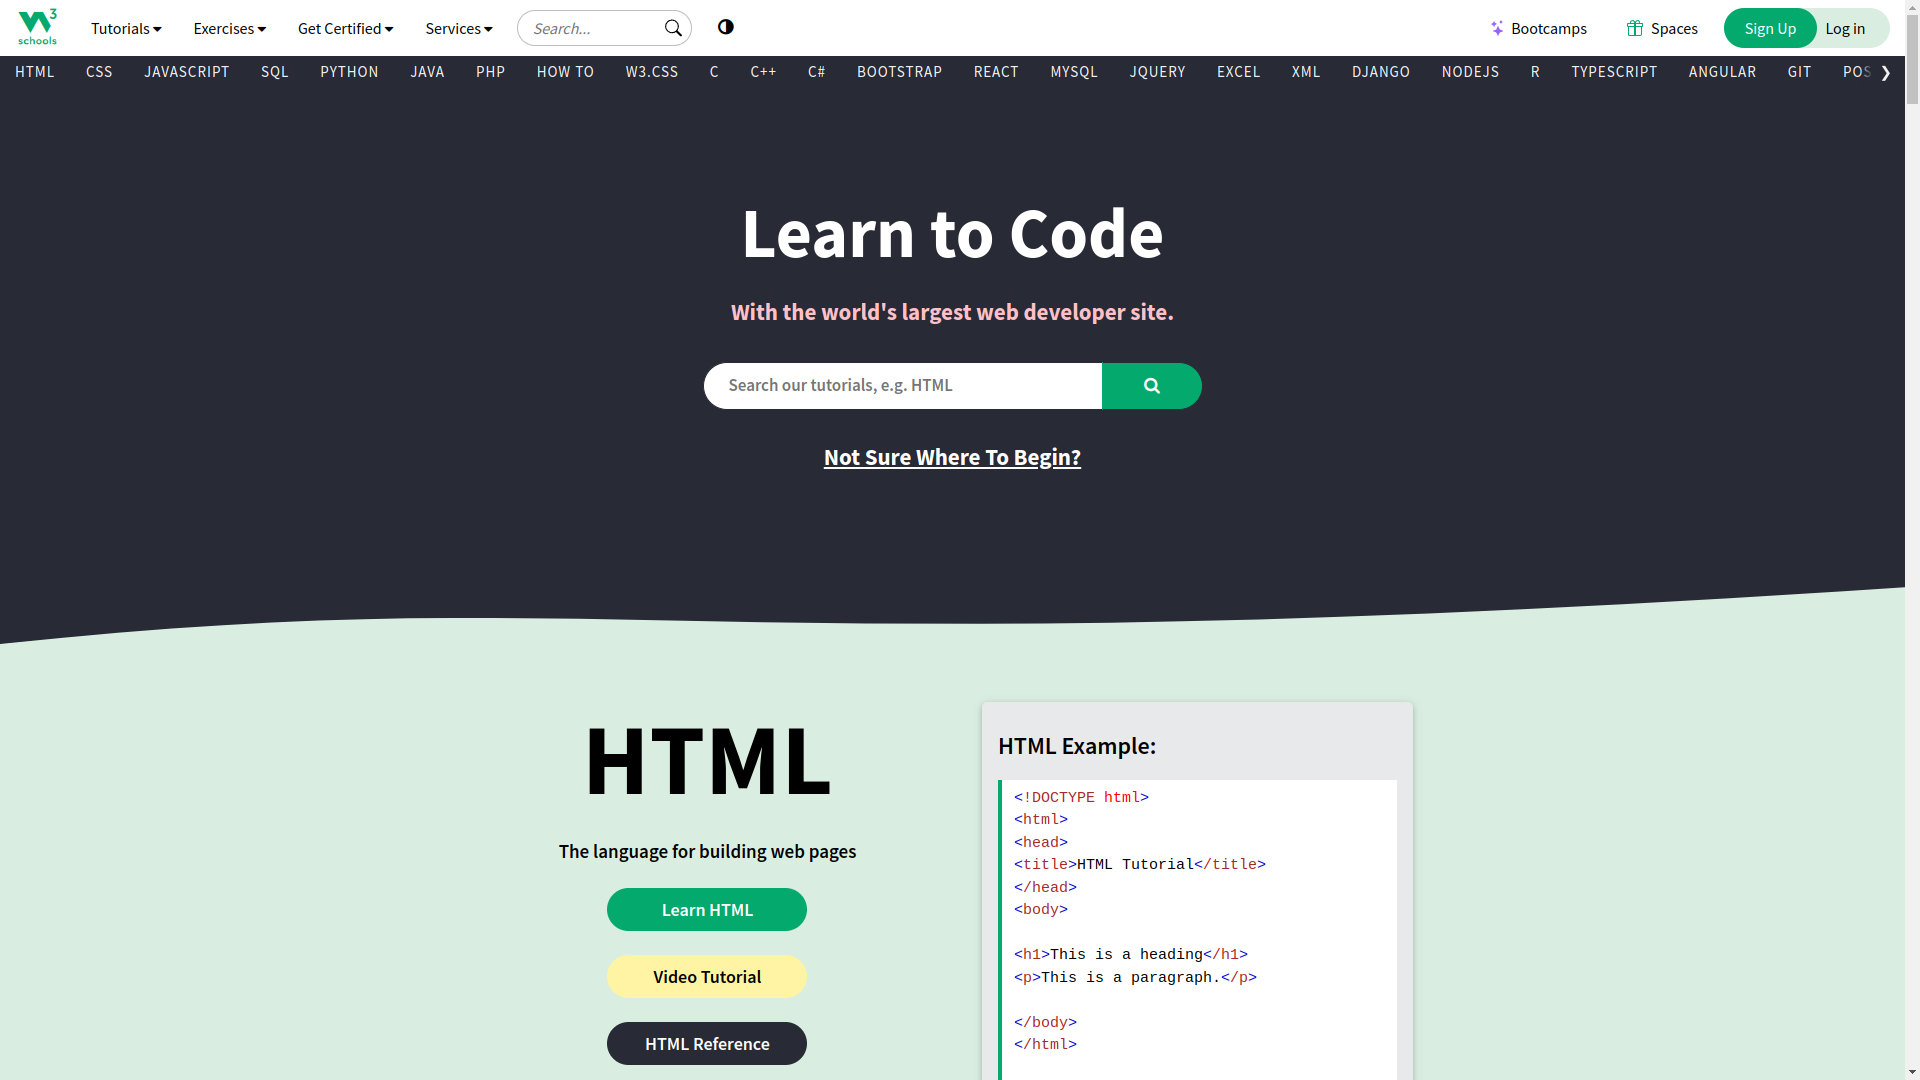 W3 schools
Tutorials Exercises Get Certified Services Search... Bootcamps Spaces Sign Up Log in
HTML CSS JAVASCRIPT SQL PYTHON JAVA PHP HOW TO W3.CSS C C++ C# BOOTSTRAP REACT MYSQL JQUERY EXCEL XML DJANGO NODEJS R TYPESCRIPT ANGULAR GIT POS ❯
Learn to Code
With the world's largest web developer site.
Search our tutorials, e.g. HTML
Not Sure Where To Begin?
HTML
The language for building web pages
Learn HTML
Video Tutorial
HTML Reference
HTML Example:
<!DOCTYPE html>
<html>
<head>
<title>HTML Tutorial</title>
</head>
<body>
<h1>This is a heading</h1>
<p>This is a paragraph.</p>
</body>
</html>